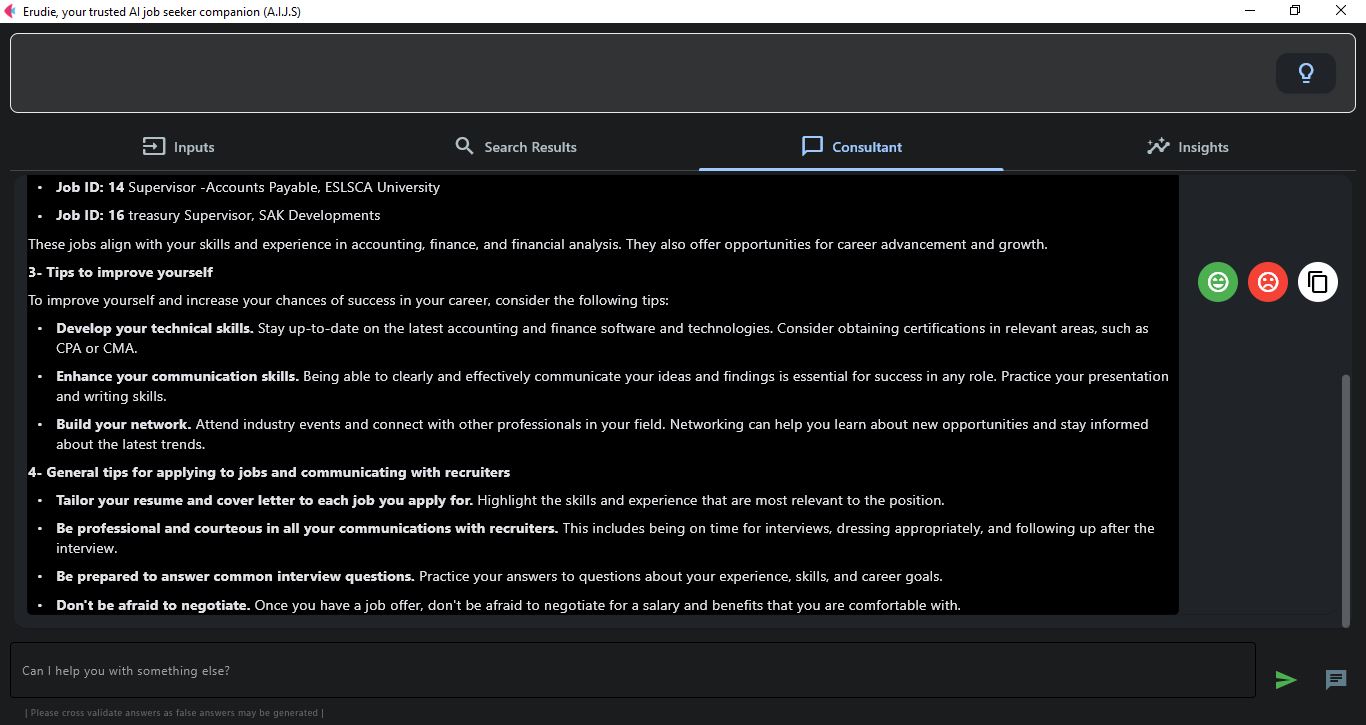 Erudie, your trusted AI job seeker companion (A.I.J.S)
Inputs
Search Results
Consultant
Insights
• Job ID: 14 Supervisor -Accounts Payable, ESLSCA University
• Job ID: 16 treasury Supervisor, SAK Developments
These jobs align with your skills and experience in accounting, finance, and financial analysis. They also offer opportunities for career advancement and growth.
3- Tips to improve yourself
To improve yourself and increase your chances of success in your career, consider the following tips:
• Develop your technical skills. Stay up-to-date on the latest accounting and finance software and technologies. Consider obtaining certifications in relevant areas, such as
CPA or CMA.
• Enhance your communication skills. Being able to clearly and effectively communicate your ideas and findings is essential for success in any role. Practice your presentation
and writing skills.
• Build your network. Attend industry events and connect with other professionals in your field. Networking can help you learn about new opportunities and stay informed
about the latest trends.
4- General tips for applying to jobs and communicating with recruiters
• Tailor your resume and cover letter to each job you apply for. Highlight the skills and experience that are most relevant to the position.
• Be professional and courteous in all your communications with recruiters. This includes being on time for interviews, dressing appropriately, and following up after the
interview.
• Be prepared to answer common interview questions. Practice your answers to questions about your experience, skills, and career goals.
• Don't be afraid to negotiate. Once you have a job offer, don't be afraid to negotiate for a salary and benefits that you are comfortable with.
Can I help you with something else?
| Please cross validate answers as false answers may be generated |